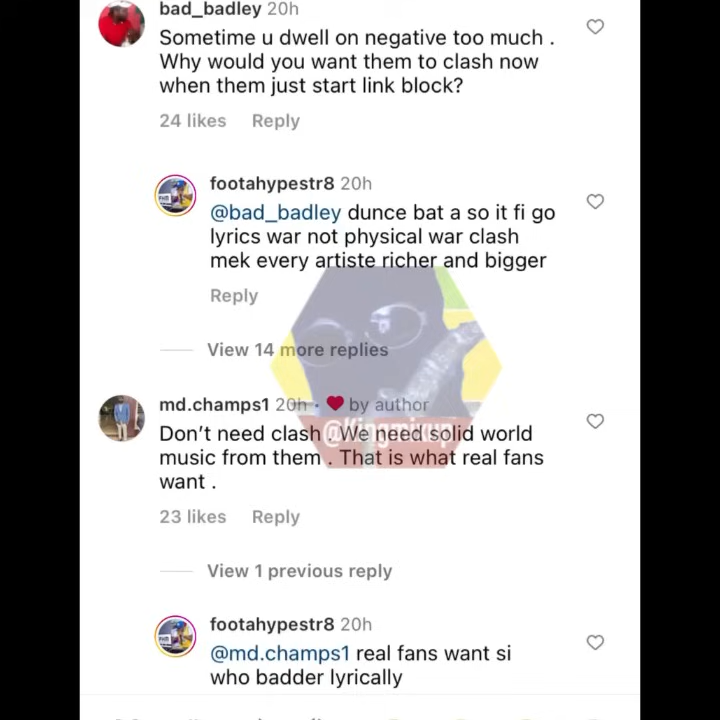 bad_badley 20h
Sometime u dwell on negative too much .
Why would you want them to clash now
when them just start link block?
24 likes Reply
footahypestr8 20h
@bad_badley dunce bat a so it fi go
lyrics war not physical war clash
mek every artiste richer and bigger
Reply
View 14 more replies
md.champs1 20h · by author
Don't need clash . We need solid world
music from them . That is what real fans
want .
23 likes Reply
View 1 previous reply
footahypestr8 20h
@md.champs1 real fans want si
who badder lyrically